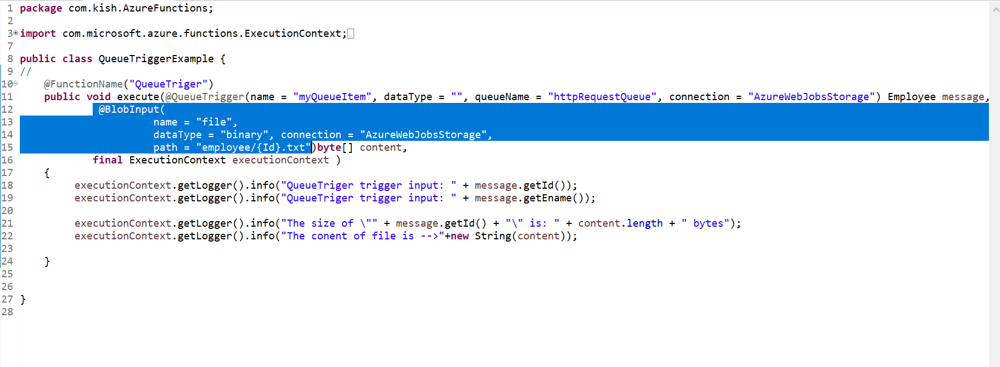 1 package com.kish.AzureFunctions;
2
3 import com.microsoft.azure.functions.ExecutionContext;
7
8 public class QueueTriggerExample {
9 //
10 @FunctionName("QueueTriger")
11 public void execute(@QueueTrigger(name = "myQueueItem", dataType = "", queueName = "httpRequestQueue", connection = "AzureWebJobsStorage") Employee message,
12 @BlobInput(
13 name = "file",
14 dataType = "binary", connection = "AzureWebJobsStorage",
15 path = "employee/{Id}.txt")byte[] content,
16 final ExecutionContext executionContext )
17 {
18 executionContext.getLogger().info("QueueTriger trigger input: " + message.getId());
19 executionContext.getLogger().info("QueueTriger trigger input: " + message.getEname());
20
21 executionContext.getLogger().info("The size of \"" + message.getId() + "\" is: " + content.length + " bytes");
22 executionContext.getLogger().info("The conent of file is -->"+new String(content));
23
24 }
25
26
27 }
28